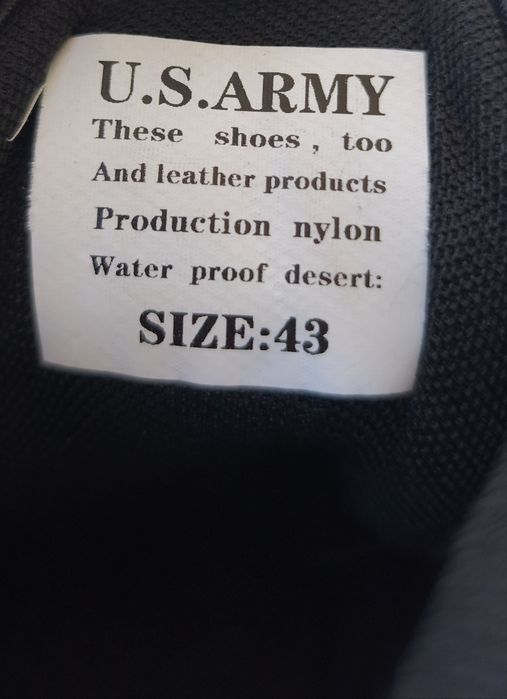 U.S.ARMY
These shoes, too
And leather products
Production nylon
Water proof desert:
SIZE:43